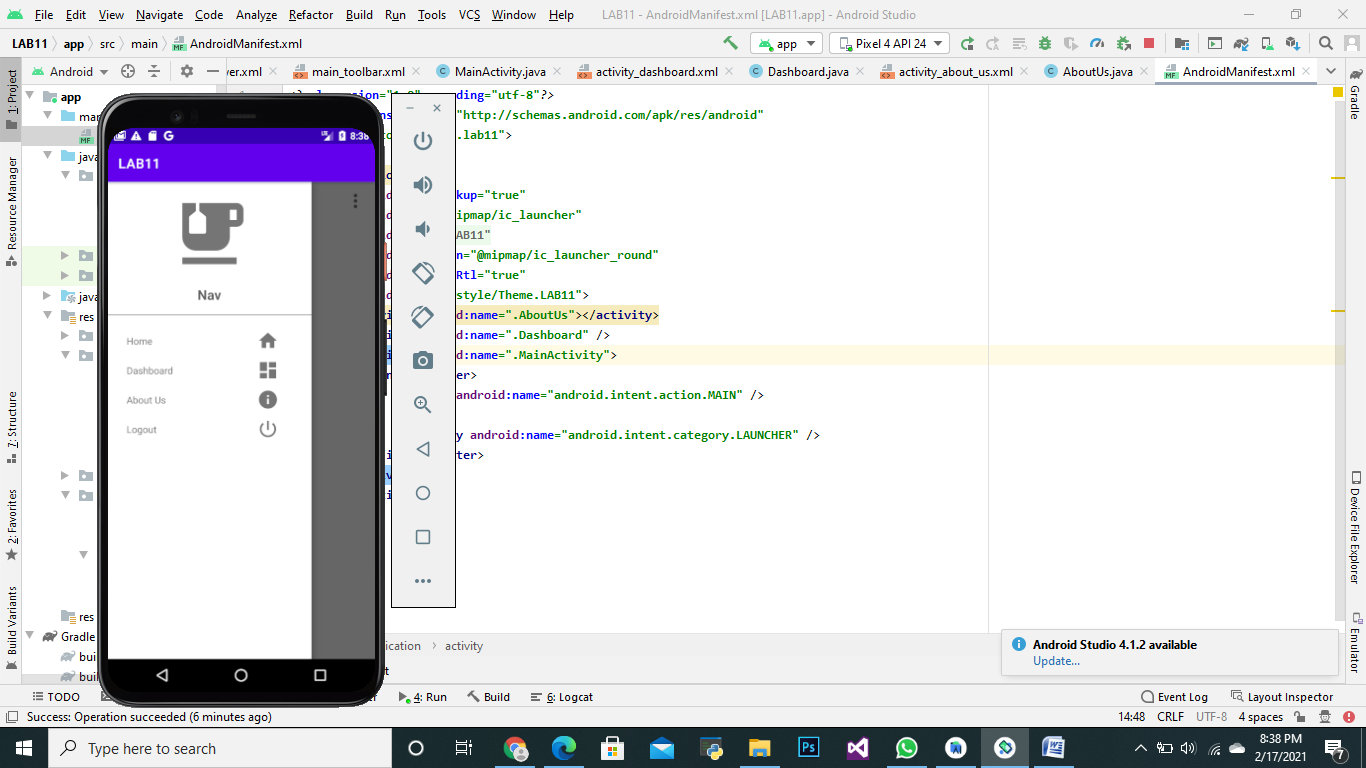 File Edit View Navigate Code Analyze Refactor Build Run Tools VCS Window Help LAB11 - AndroidManifest.xml [LAB11.app] - Android Studio
LAB11 app src main AndroidManifest.xml app Pixel 4 API 24
Android ver.xml main_toolbar.xml MainActivity.java activity_dashboard.xml Dashboard.java activity_about_us.xml AboutUs.java AndroidManifest.xml
1: Project
Resource Manager
7: Structure
2: Favorites
Build Variants
app
java
java
res
res
Gradle
8:38
LAB11
Nav
Home
Dashboard
About Us
Logout
"utf-8"?>
"http://schemas.android.com/apk/res/android"
.lab11">
kup="true"
mipmap/ic_launcher"
AB11"
n="@mipmap/ic_launcher_round"
Rtl="true"
style/Theme.LAB11">
d:name=".AboutUs"></activity>
d:name=".Dashboard" />
d:name=".MainActivity">
er>
android:name="android.intent.action.MAIN" />
y android:name="android.intent.category.LAUNCHER" />
ter>
ication activity
Gradle
Device File Explorer
Emulator
Android Studio 4.1.2 available
Update...
TODO 4: Run Build 6: Logcat Event Log Layout Inspector
Success: Operation succeeded (6 minutes ago) 14:48 CRLF UTF-8 4 spaces
Type here to search
8:38 PM
2/17/2021
7